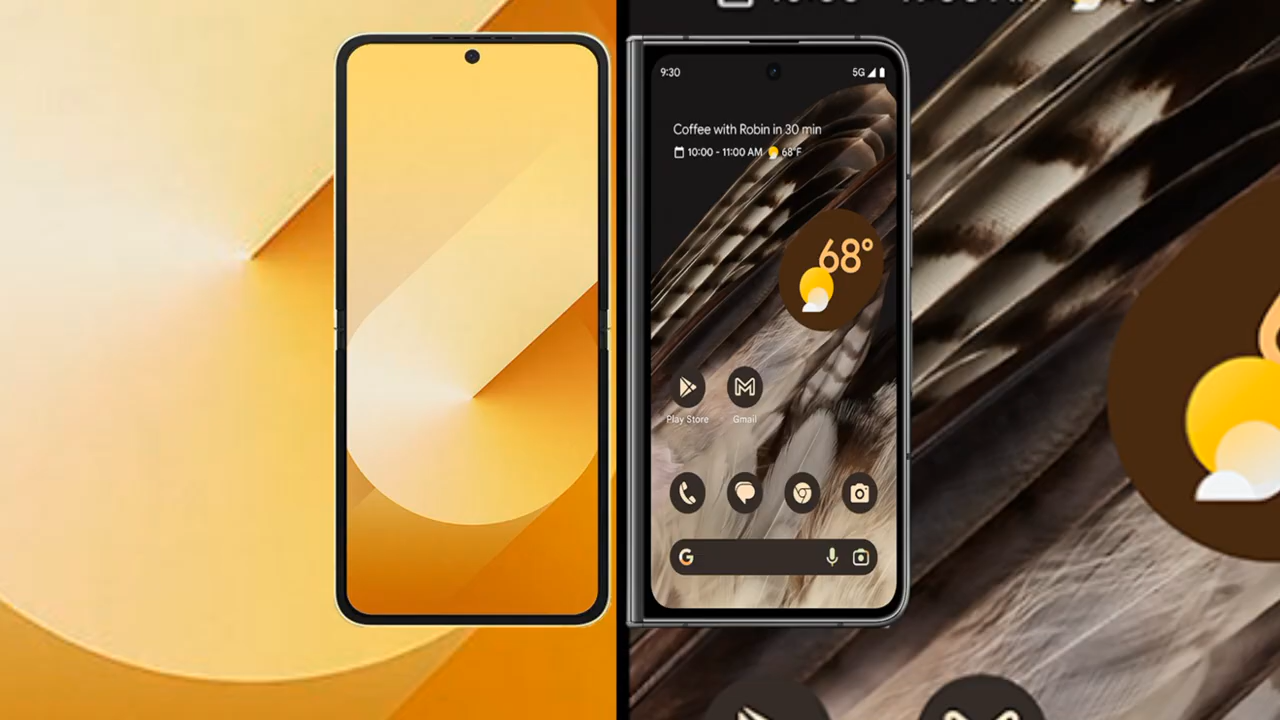 9:30
5G
Coffee with Robin in 30 min
10:00 - 11:00 AM 68°F
68°
Play Store
Gmail
G